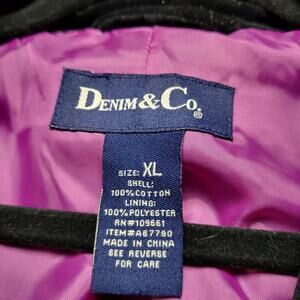 DENIM & CO.®
SIZE: XL
SHELL:
100% COTTON
LINING:
100% POLYESTER
RN#109661
ITEM#A67780
MADE IN CHINA
SEE REVERSE
FOR CARE